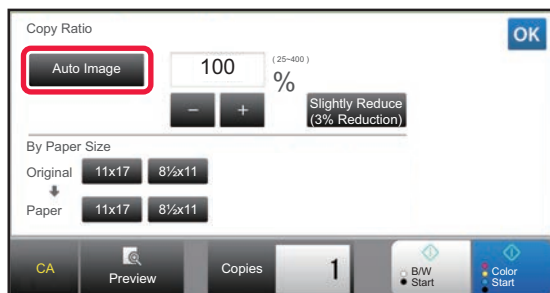 Copy Ratio
OK
Auto Image
100
(25~400)
%
− +
Slightly Reduce
(3% Reduction)
By Paper Size
Original 11x17 8½x11
Paper 11x17 8½x11
CA
Preview
Copies 1
B/W
Start
Color
Start